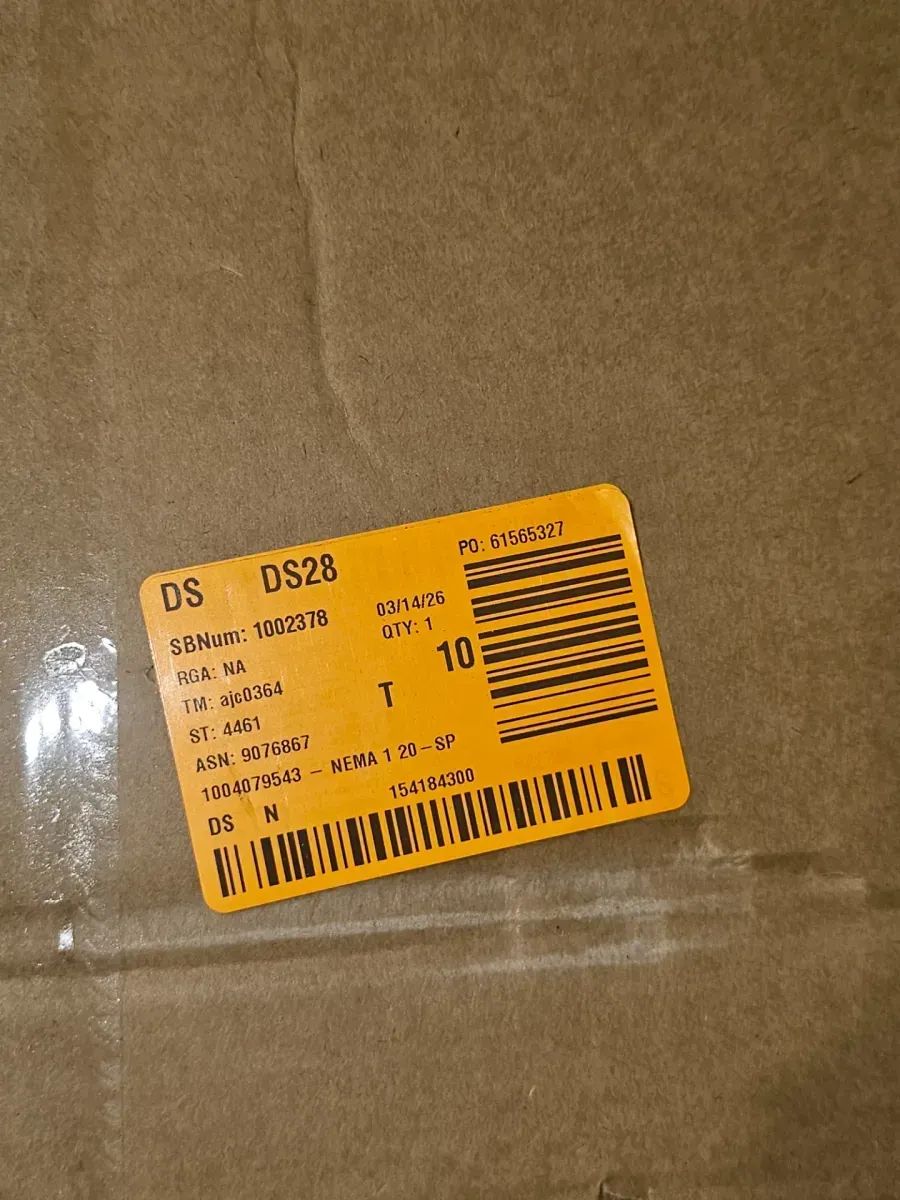 DS DS28
PO: 61565327
SBNum: 1002378
03/14/26
RGA: NA
QTY: 1
TM: ajc0364
T
10
ST: 4461
ASN: 9076867
1004079543 – NEMA 1 20–SP
DS N
154184300